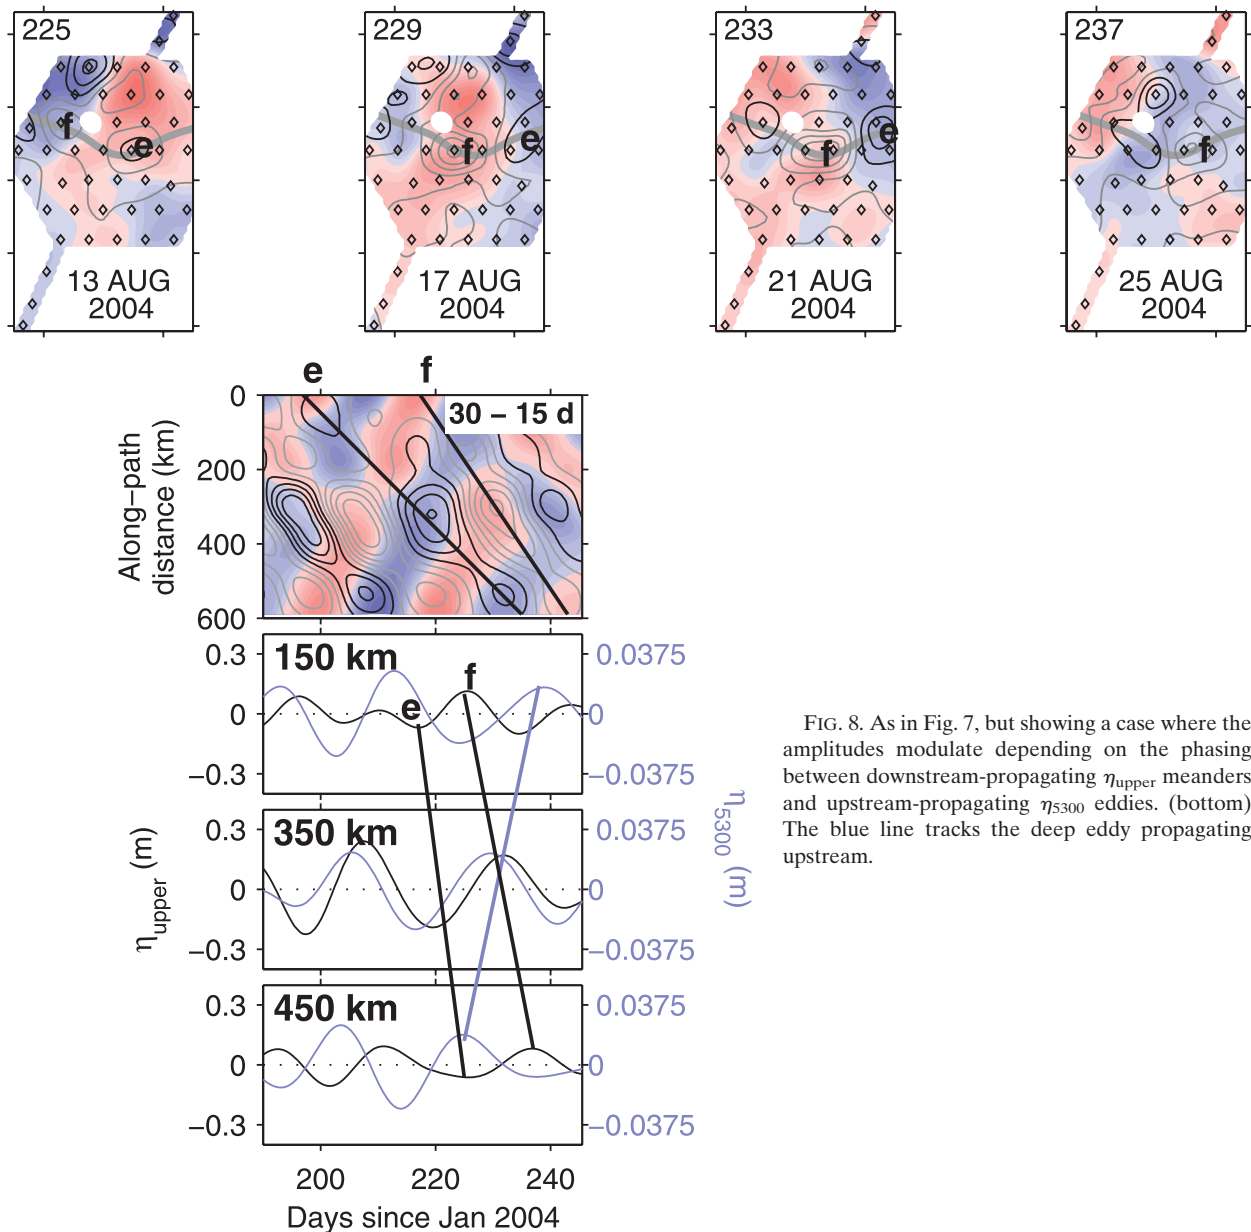 225
229
233
237
f
e
f
e
f
e
f
13 AUG
2004
17 AUG
2004
21 AUG
2004
25 AUG
2004
e
f
30 – 15 d
0
200
400
600
Along–path
distance (km)
150 km
0.3
0
−0.3
0.0375
0
−0.0375
e
f
350 km
0.3
0
−0.3
0.0375
0
−0.0375
450 km
0.3
0
−0.3
0.0375
0
−0.0375
ηupper (m)
η5300 (m)
200
220
240
Days since Jan 2004
FIG. 8. As in Fig. 7, but showing a case where the
amplitudes modulate depending on the phasing
between downstream-propagating ηupper meanders
and upstream-propagating η5300 eddies. (bottom)
The blue line tracks the deep eddy propagating
upstream.